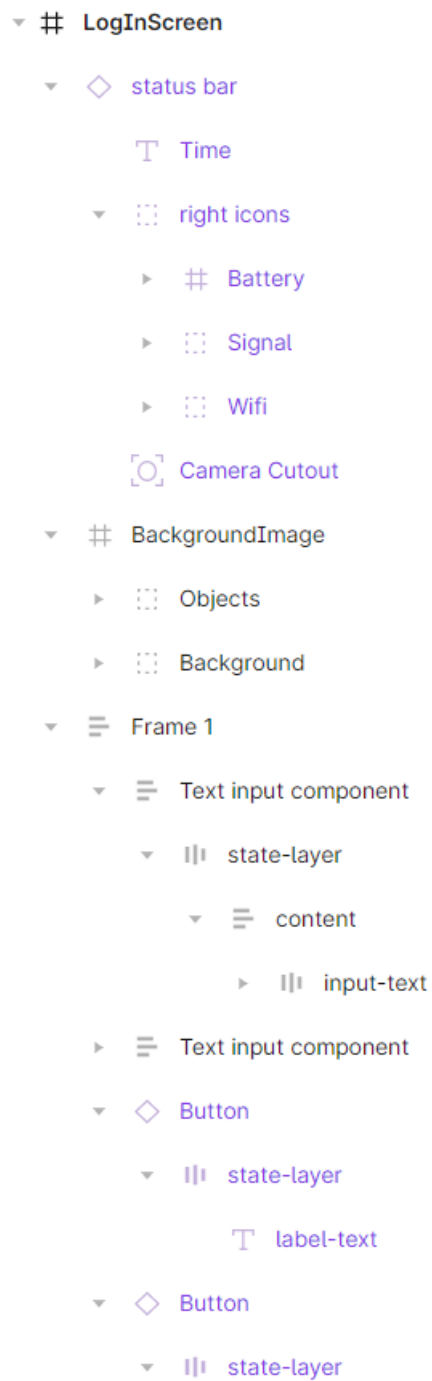 LogInScreen
status bar
Time
right icons
Battery
Signal
Wifi
Camera Cutout
BackgroundImage
Objects
Background
Frame 1
Text input component
state-layer
content
input-text
Text input component
Button
state-layer
label-text
Button
state-layer